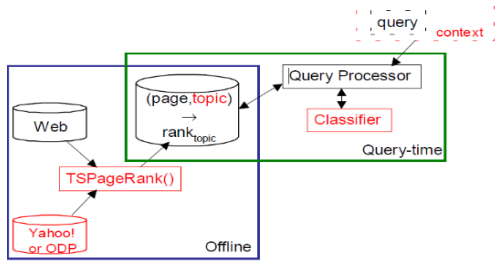 query
context
Query Processor
(page,topic)
→
rank topic
Classifier
Web
Query-time
TSPageRank()
Yahoo!
or ODP
Offline